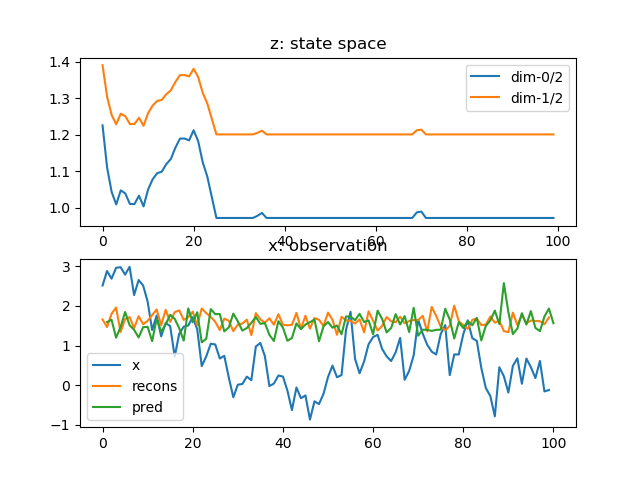 z: state space
1.4
1.3
1.2
1.1
1.0
dim-0/2
dim-1/2
0 20 40 60 80 100
x: observation
3
2
1
0
−1
x
recons
pred
0 20 40 60 80 100